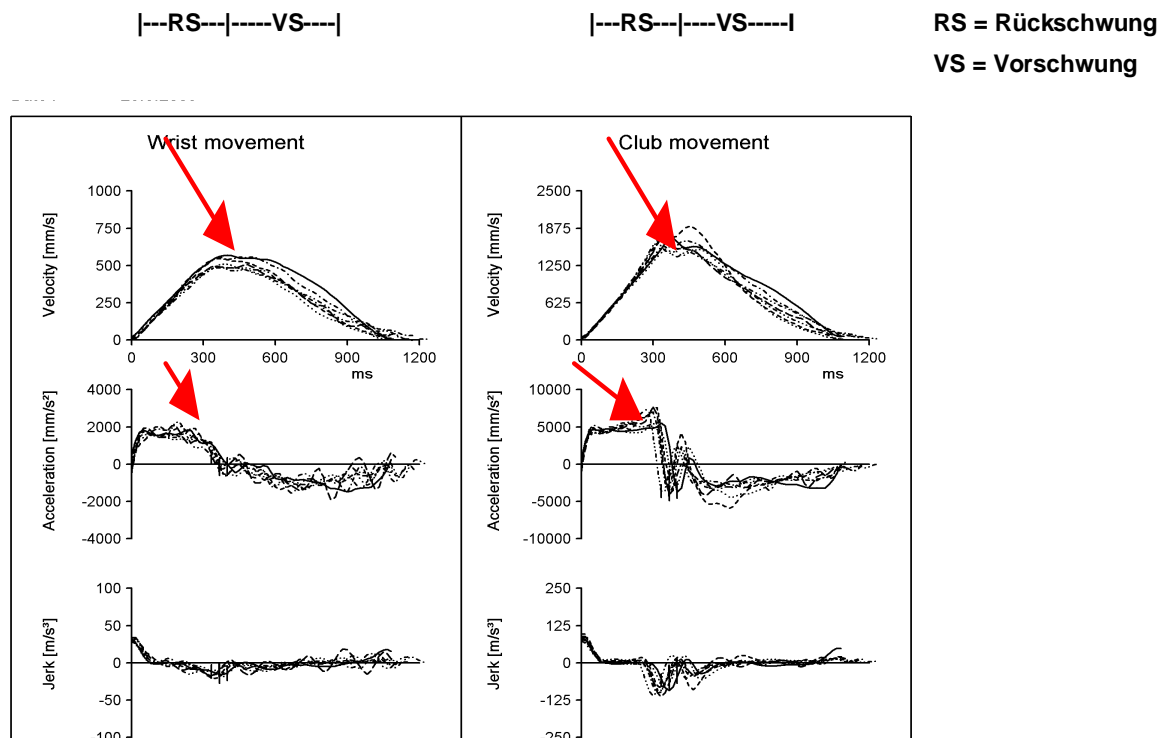 |---RS---|-----VS----|
|---RS---|----VS-----I
RS = Rückschwung
VS = Vorschwung
Wrist movement
Velocity [mm/s]
1000
750
500
250
0
0 300 600 900 1200
ms
Acceleration [mm/s²]
4000
2000
0
-2000
-4000
Jerk [m/s³]
100
50
0
-50
-100
Club movement
Velocity [mm/s]
2500
1875
1250
625
0
0 300 600 900 1200
ms
Acceleration [mm/s²]
10000
5000
0
-5000
-10000
Jerk [m/s³]
250
125
0
-125
-250